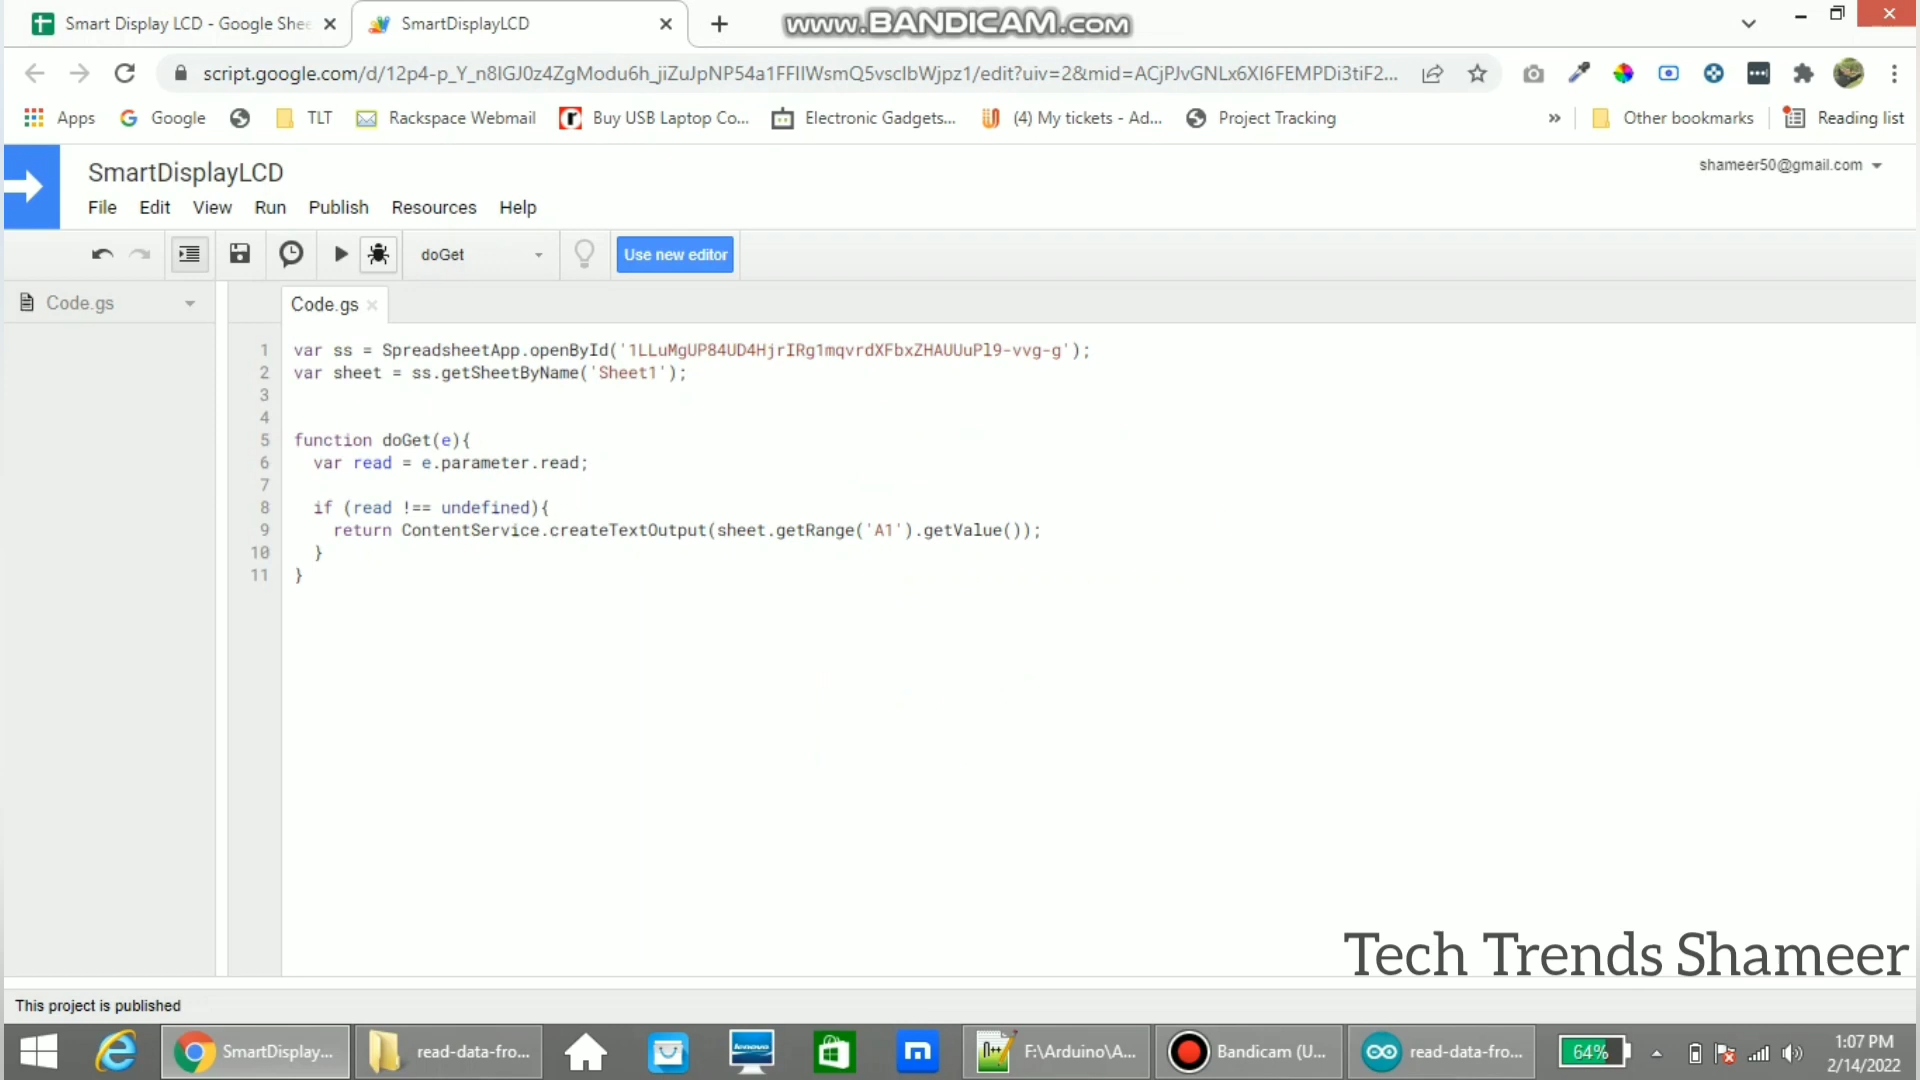 Smart Display LCD - Google Shee
SmartDisplayLCD
www.BANDICAM.com
script.google.com/d/12p4-p_Y_n8IGJ0z4ZgModu6h_jiZuJpNP54a1FFIIWsmQ5vscIbWjpz1/edit?uiv=2&mid=ACjPJvGNLx6XI6FEMPDi3tiF2...
Apps
Google
TLT
Rackspace Webmail
Buy USB Laptop Co...
Electronic Gadgets...
(4) My tickets - Ad...
Project Tracking
»
Other bookmarks
Reading list
SmartDisplayLCD
shameer50@gmail.com
File Edit View Run Publish Resources Help
doGet
Use new editor
Code.gs
Code.gs
1 var ss = SpreadsheetApp.openById('1LLuMgUP84UD4HjrIRg1mqvrdXFbxZHAUUuPl9-vvg-g');
2 var sheet = ss.getSheetByName('Sheet1');
3
4
5 function doGet(e){
6 var read = e.parameter.read;
7
8 if (read !== undefined){
9 return ContentService.createTextOutput(sheet.getRange('A1').getValue());
10 }
11 }
Tech Trends Shameer
This project is published
SmartDisplay...
read-data-fro...
lenovo
F:\Arduino\A...
Bandicam (U...
read-data-fro...
64%
1:07 PM
2/14/2022